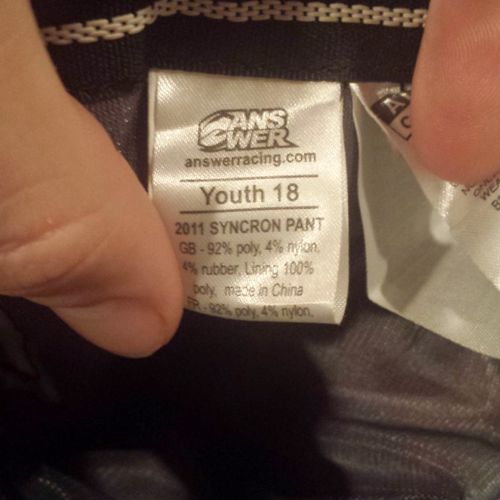 ANS
WER
answerracing.com
Youth 18
2011 SYNCRON PANT
GB - 92% poly, 4% nylon,
4% rubber, Lining 100%
poly, made in China
FR - 92% poly, 4% nylon,